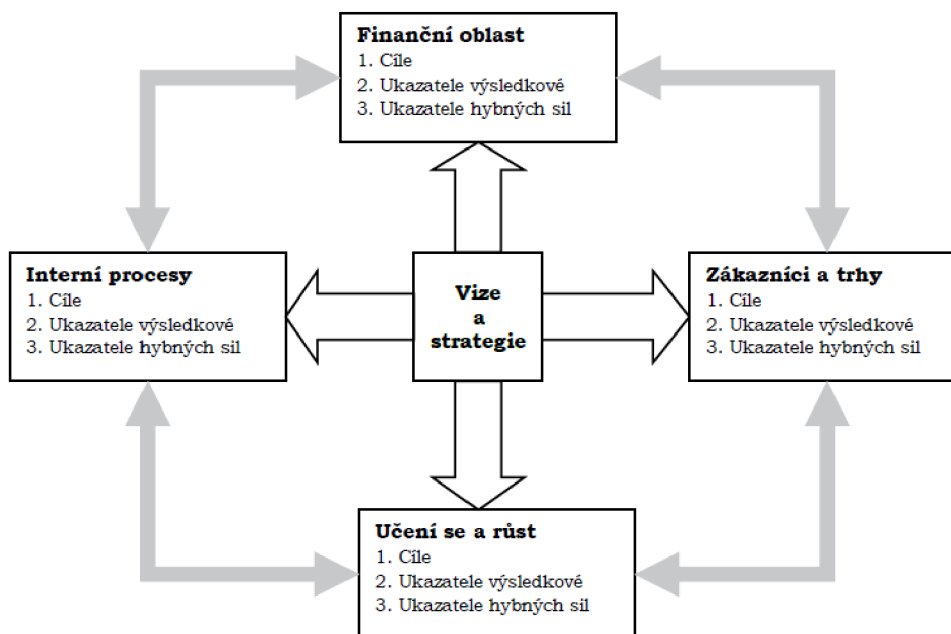 Finanční oblast
1. Cíle
2. Ukazatele výsledkové
3. Ukazatele hybných sil
Interní procesy
1. Cíle
2. Ukazatele výsledkové
3. Ukazatele hybných sil
Vize
a
strategie
Zákazníci a trhy
1. Cíle
2. Ukazatele výsledkové
3. Ukazatele hybných sil
Učení se a růst
1. Cíle
2. Ukazatele výsledkové
3. Ukazatele hybných sil